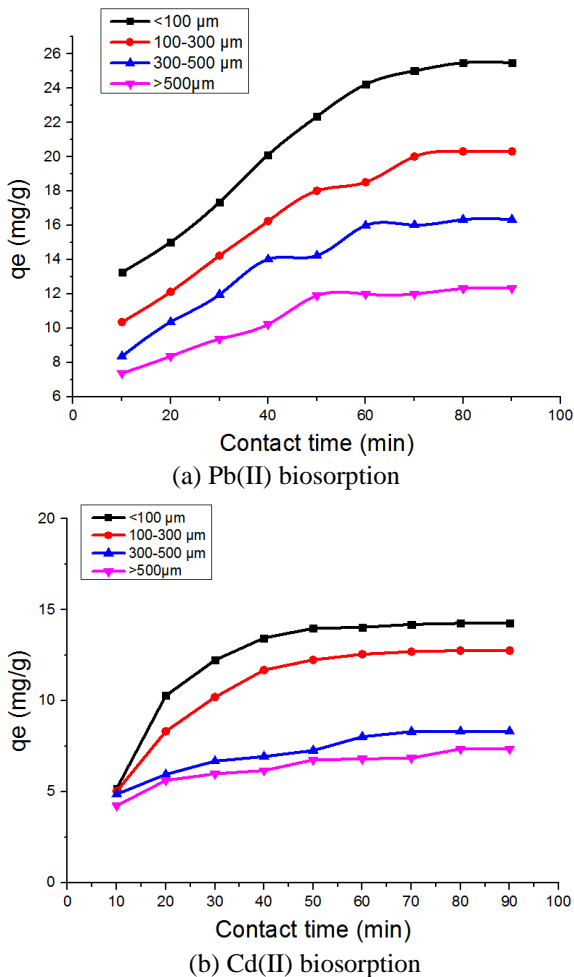 <100 μm
100-300 μm
300-500 μm
>500μm
26
24
22
20
18
16
14
12
10
8
6
qe (mg/g)
0 20 40 60 80 100
Contact time (min)
(a) Pb(II) biosorption
<100 μm
100-300 μm
300-500 μm
>500μm
20
15
10
5
0
qe (mg/g)
0 10 20 30 40 50 60 70 80 90 100
Contact time (min)
(b) Cd(II) biosorption